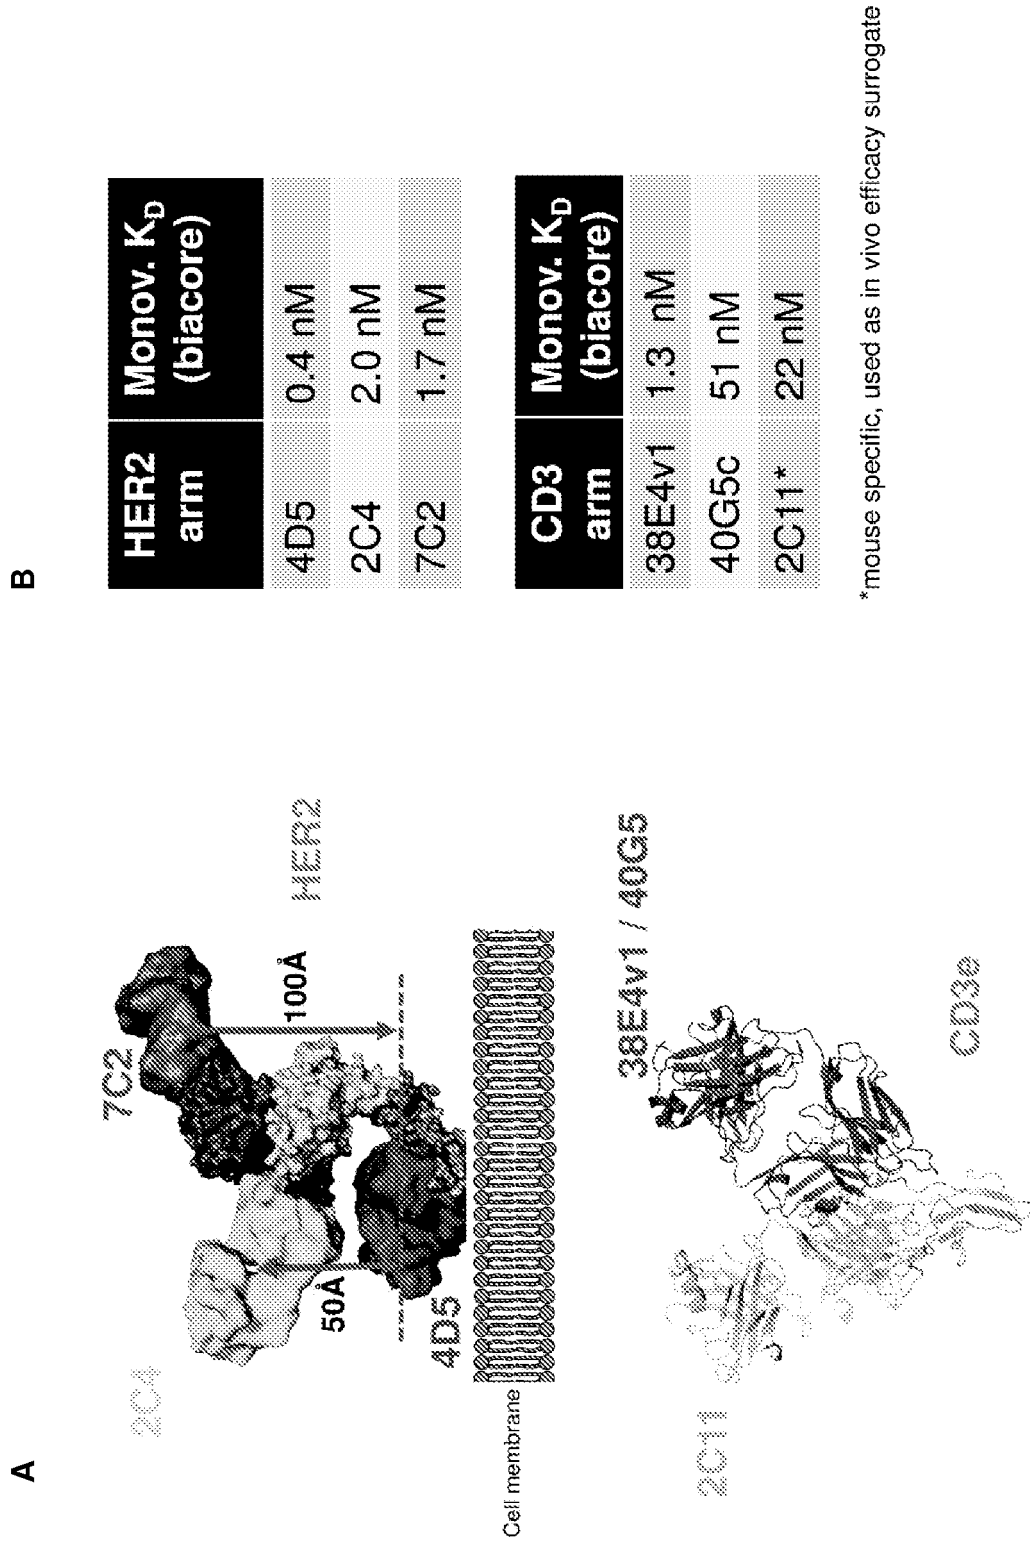 A
2C4
7C2
HER2
50Å
100Å
4D5
Cell membrane
2C11
38E4v1 / 40G5
CD3e
B
HER2 arm
Monov. KD (biacore)
4D5 0.4 nM
2C4 2.0 nM
7C2 1.7 nM
CD3 arm
Monov. KD (biacore)
38E4v1 1.3 nM
40G5c 51 nM
2C11* 22 nM
*mouse specific, used as in vivo efficacy surrogate